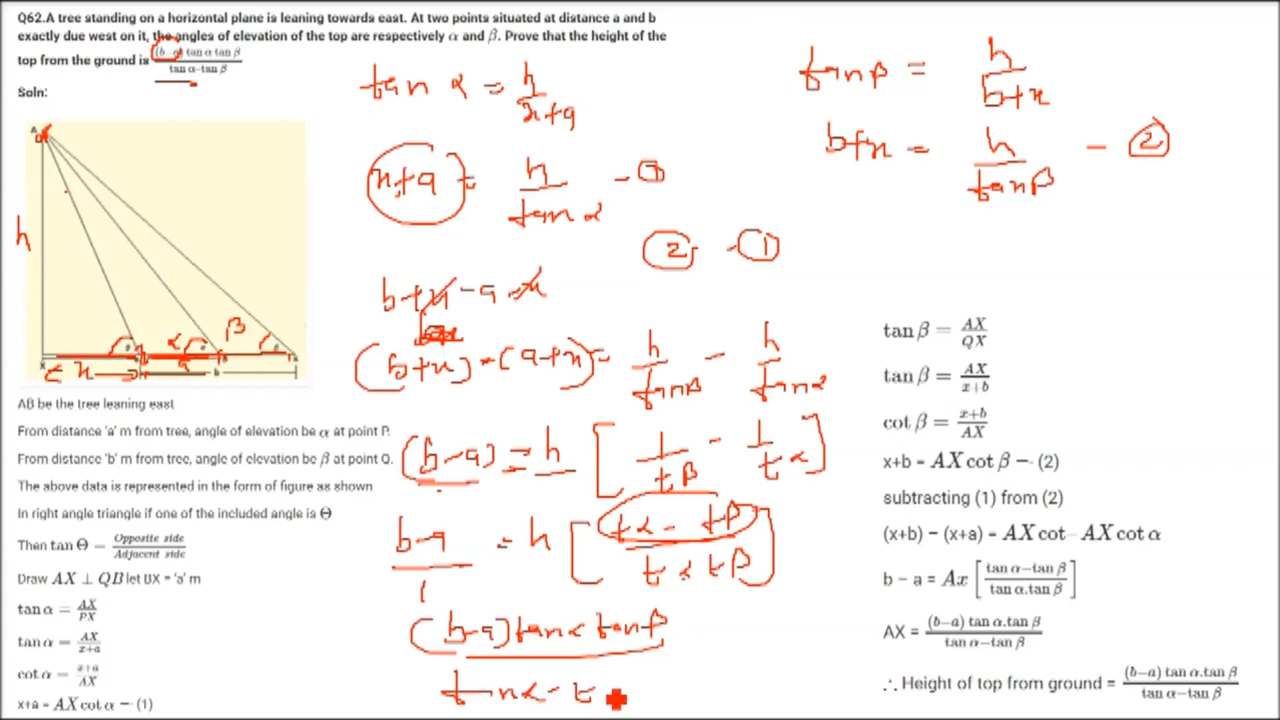 Q62.A tree standing on a horizontal plane is leaning towards east. At two points situated at distance a and b
exactly due west on it, the angles of elevation of the top are respectively α and β. Prove that the height of the
top from the ground is (b−a) tan α tan β / tan α-tan β
Soln:
A
h
α
β
x
a
b
AB be the tree leaning east
From distance 'a' m from tree, angle of elevation be α at point P.
From distance 'b' m from tree, angle of elevation be β at point Q.
The above data is represented in the form of figure as shown
In right angle triangle if one of the included angle is Θ
Then tan Θ = Opposite side / Adjacent side
Draw AX ⊥ QB let BX = 'a' m
tan α = AX / PX
tan α = AX / x+a
cot α = x+a / AX
x+a = AX cot α − (1)
tan α = h / x+a
x+a = h / tan α − ①
② - ①
b+x - a - x
(b+x) - (a+x) = h / tan β − h / tan α
(b-a) = h [ 1 / tβ - 1 / tα ]
b-a / 1 = h [ tα - tβ / tα tβ ]
(b-a) tanα tanβ
tanα - t
tanβ = h / b+x
b+x = h / tanβ − ②
tan β = AX / QX
tan β = AX / x+b
cot β = x+b / AX
x+b = AX cot β − (2)
subtracting (1) from (2)
(x+b) − (x+a) = AX cot − AX cot α
b − a = Ax [ tan α−tan β / tan α.tan β ]
AX = (b−a) tan α.tan β / tan α−tan β
∴ Height of top from ground = (b−a) tan α.tan β / tan α−tan β